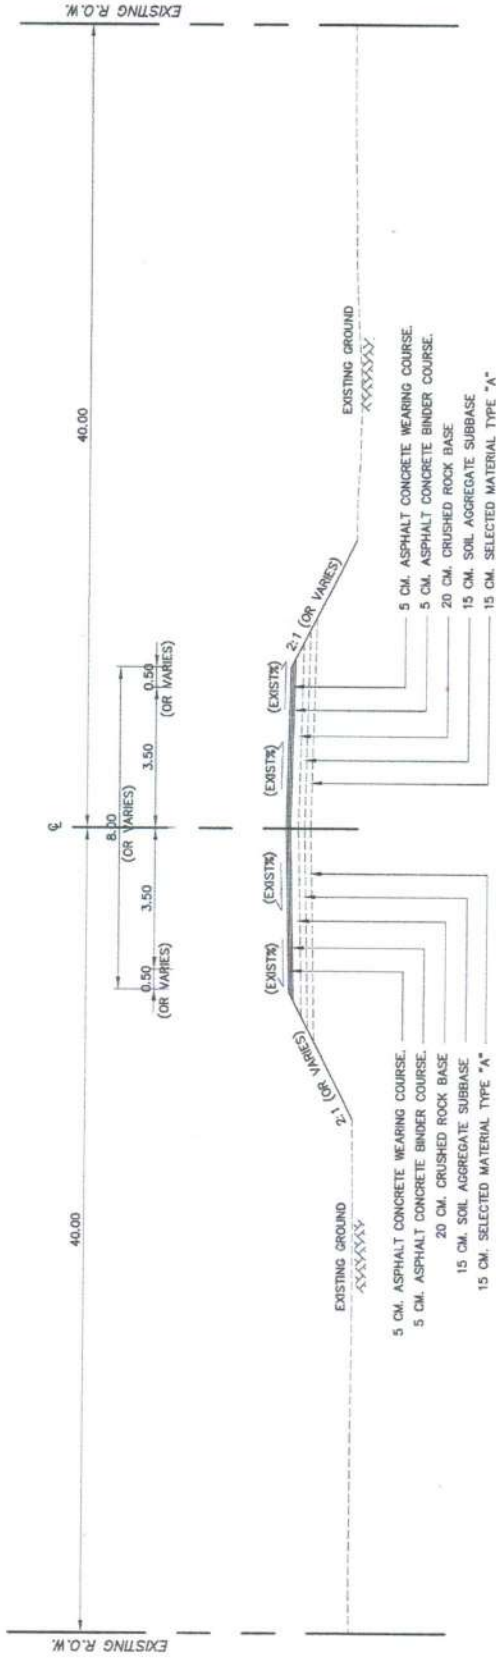 EXISTING R.O.W.
EXISTING R.O.W.
40.00
40.00
℄
8.00
(OR VARIES)
0.50
(OR VARIES)
3.50
3.50
0.50
(OR VARIES)
(EXIST%)
(EXIST%)
(EXIST%)
(EXIST%)
2:1 (OR VARIES)
2:1 (OR VARIES)
EXISTING GROUND
EXISTING GROUND
5 CM. ASPHALT CONCRETE WEARING COURSE.
5 CM. ASPHALT CONCRETE BINDER COURSE.
20 CM. CRUSHED ROCK BASE
15 CM. SOIL AGGREGATE SUBBASE
15 CM. SELECTED MATERIAL TYPE "A"
5 CM. ASPHALT CONCRETE WEARING COURSE.
5 CM. ASPHALT CONCRETE BINDER COURSE.
20 CM. CRUSHED ROCK BASE
15 CM. SOIL AGGREGATE SUBBASE
15 CM. SELECTED MATERIAL TYPE "A"